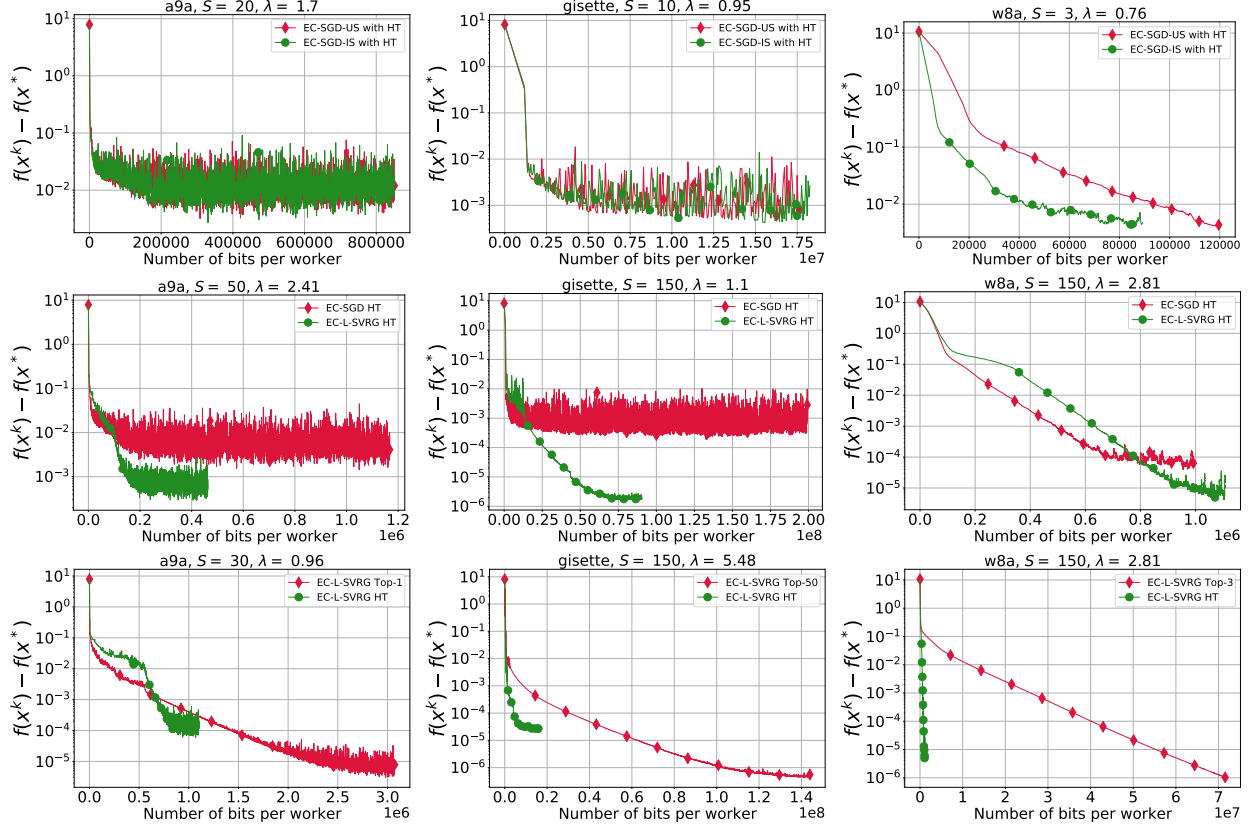 a9a, S = 20, λ = 1.7
EC-SGD-US with HT
EC-SGD-IS with HT
f(x^k) − f(x^*)
10^1
10^0
10^−1
10^−2
0 200000 400000 600000 800000
Number of bits per worker
gisette, S = 10, λ = 0.95
EC-SGD-US with HT
EC-SGD-IS with HT
f(x^k) − f(x^*)
10^1
10^0
10^−1
10^−2
10^−3
0.00 0.25 0.50 0.75 1.00 1.25 1.50 1.75
1e7
Number of bits per worker
w8a, S = 3, λ = 0.76
EC-SGD-US with HT
EC-SGD-IS with HT
f(x^k) − f(x^*)
10^1
10^0
10^−1
10^−2
0 20000 40000 60000 80000 100000 120000
Number of bits per worker
a9a, S = 50, λ = 2.41
EC-SGD HT
EC-L-SVRG HT
f(x^k) − f(x^*)
10^1
10^0
10^−1
10^−2
10^−3
0.0 0.2 0.4 0.6 0.8 1.0 1.2
1e6
Number of bits per worker
gisette, S = 150, λ = 1.1
EC-SGD HT
EC-L-SVRG HT
f(x^k) − f(x^*)
10^1
10^0
10^−1
10^−2
10^−3
10^−4
10^−5
10^−6
0.00 0.25 0.50 0.75 1.00 1.25 1.50 1.75 2.00
1e8
Number of bits per worker
w8a, S = 150, λ = 2.81
EC-SGD HT
EC-L-SVRG HT
f(x^k) − f(x^*)
10^1
10^0
10^−1
10^−2
10^−3
10^−4
10^−5
0.0 0.2 0.4 0.6 0.8 1.0
1e6
Number of bits per worker
a9a, S = 30, λ = 0.96
EC-L-SVRG Top-1
EC-L-SVRG HT
f(x^k) − f(x^*)
10^1
10^0
10^−1
10^−2
10^−3
10^−4
10^−5
0.0 0.5 1.0 1.5 2.0 2.5 3.0
1e6
Number of bits per worker
gisette, S = 150, λ = 5.48
EC-L-SVRG Top-50
EC-L-SVRG HT
f(x^k) − f(x^*)
10^1
10^0
10^−1
10^−2
10^−3
10^−4
10^−5
10^−6
0.0 0.2 0.4 0.6 0.8 1.0 1.2 1.4
1e8
Number of bits per worker
w8a, S = 150, λ = 2.81
EC-L-SVRG Top-3
EC-L-SVRG HT
f(x^k) − f(x^*)
10^1
10^0
10^−1
10^−2
10^−3
10^−4
10^−5
10^−6
0 1 2 3 4 5 6 7
1e7
Number of bits per worker